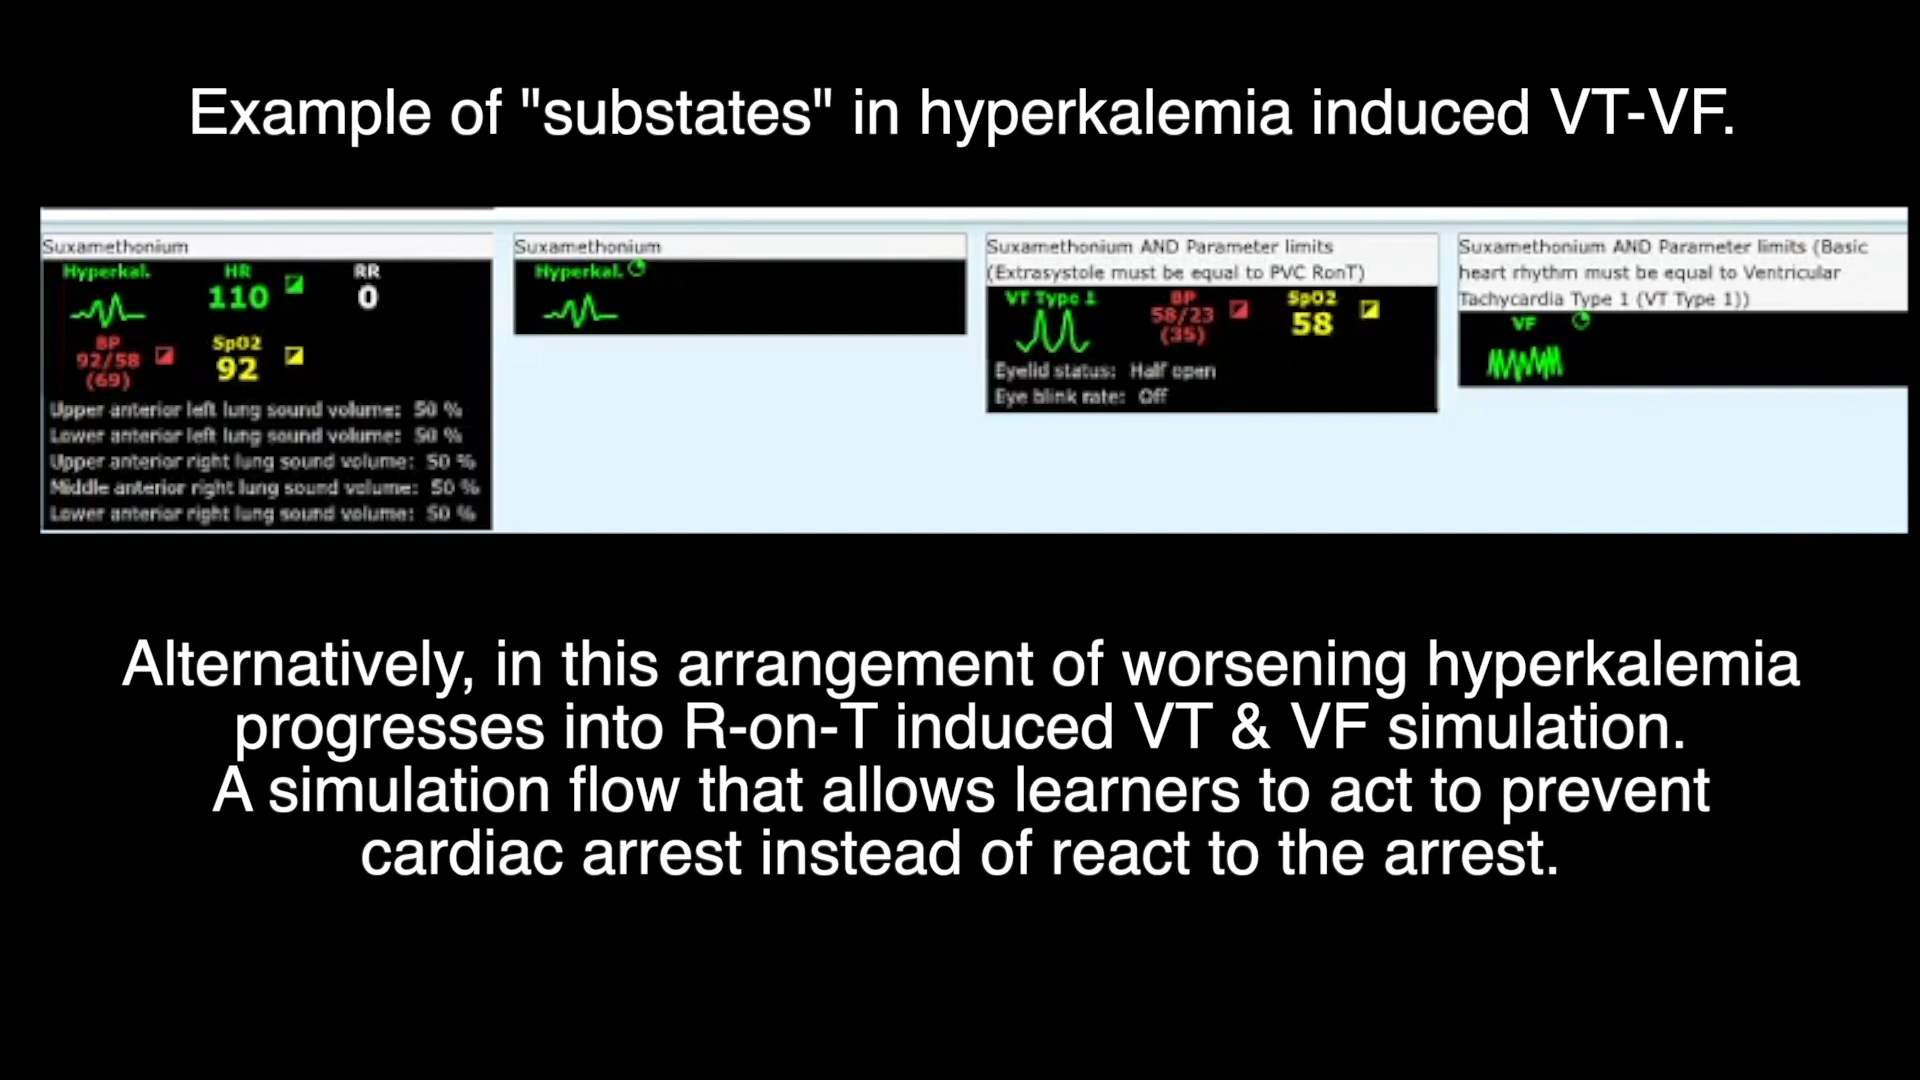 Example of "substates" in hyperkalemia induced VT-VF.
Suxamethonium
Hyperkal.
HR
110
RR
0
BP
92/58
(69)
SpO2
92
Upper anterior left lung sound volume: 50 %
Lower anterior left lung sound volume: 50 %
Upper anterior right lung sound volume: 50 %
Middle anterior right lung sound volume: 50 %
Lower anterior right lung sound volume: 50 %
Suxamethonium
Hyperkal.
Suxamethonium AND Parameter limits
(Extrasystole must be equal to PVC RonT)
VT Type 1
BP
58/23
(35)
SpO2
58
Eyelid status: Half open
Eye blink rate: Off
Suxamethonium AND Parameter limits (Basic
heart rhythm must be equal to Ventricular
Tachycardia Type 1 (VT Type 1))
VF
Alternatively, in this arrangement of worsening hyperkalemia
progresses into R-on-T induced VT & VF simulation.
A simulation flow that allows learners to act to prevent
cardiac arrest instead of react to the arrest.